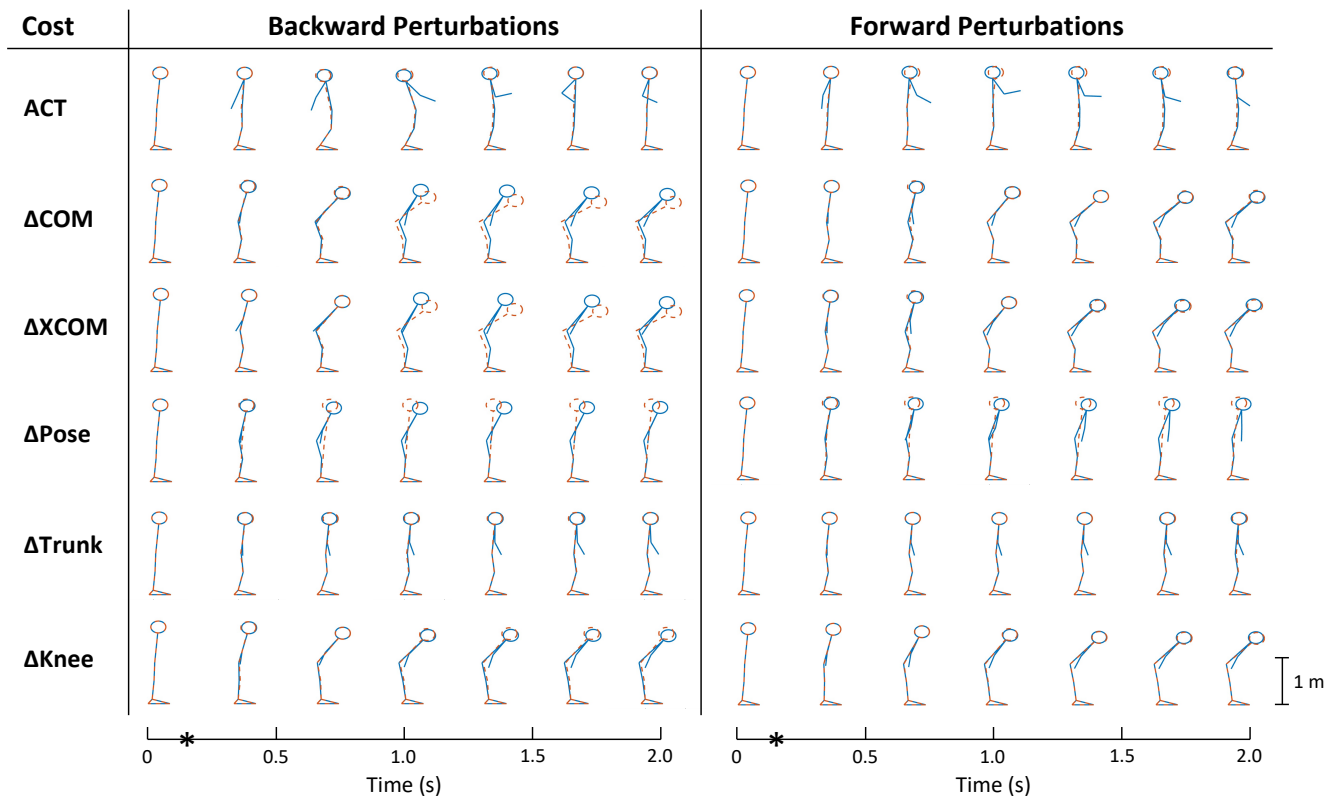 Cost Backward Perturbations Forward Perturbations
ACT
ΔCOM
ΔXCOM
ΔPose
ΔTrunk
ΔKnee
1 m
0 * 0.5 1.0 1.5 2.0 0 * 0.5 1.0 1.5 2.0
Time (s) Time (s)